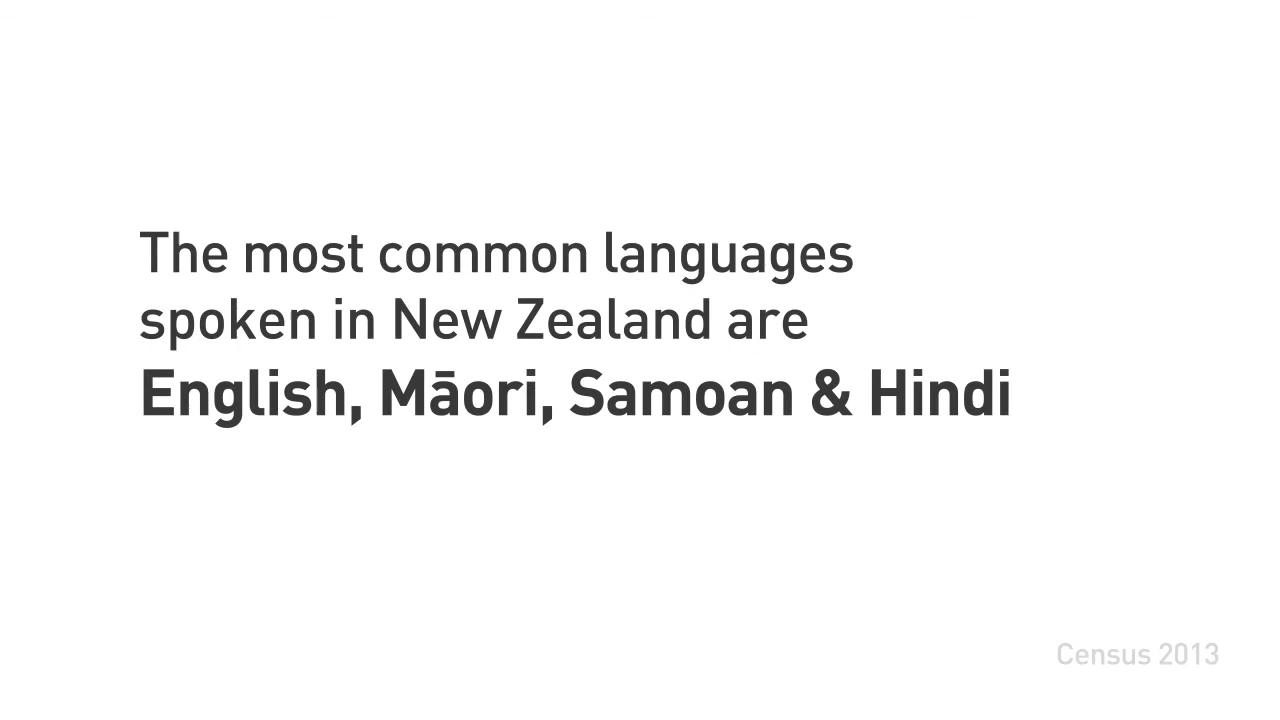 The most common languages
spoken in New Zealand are
English, Māori, Samoan & Hindi
Census 2013